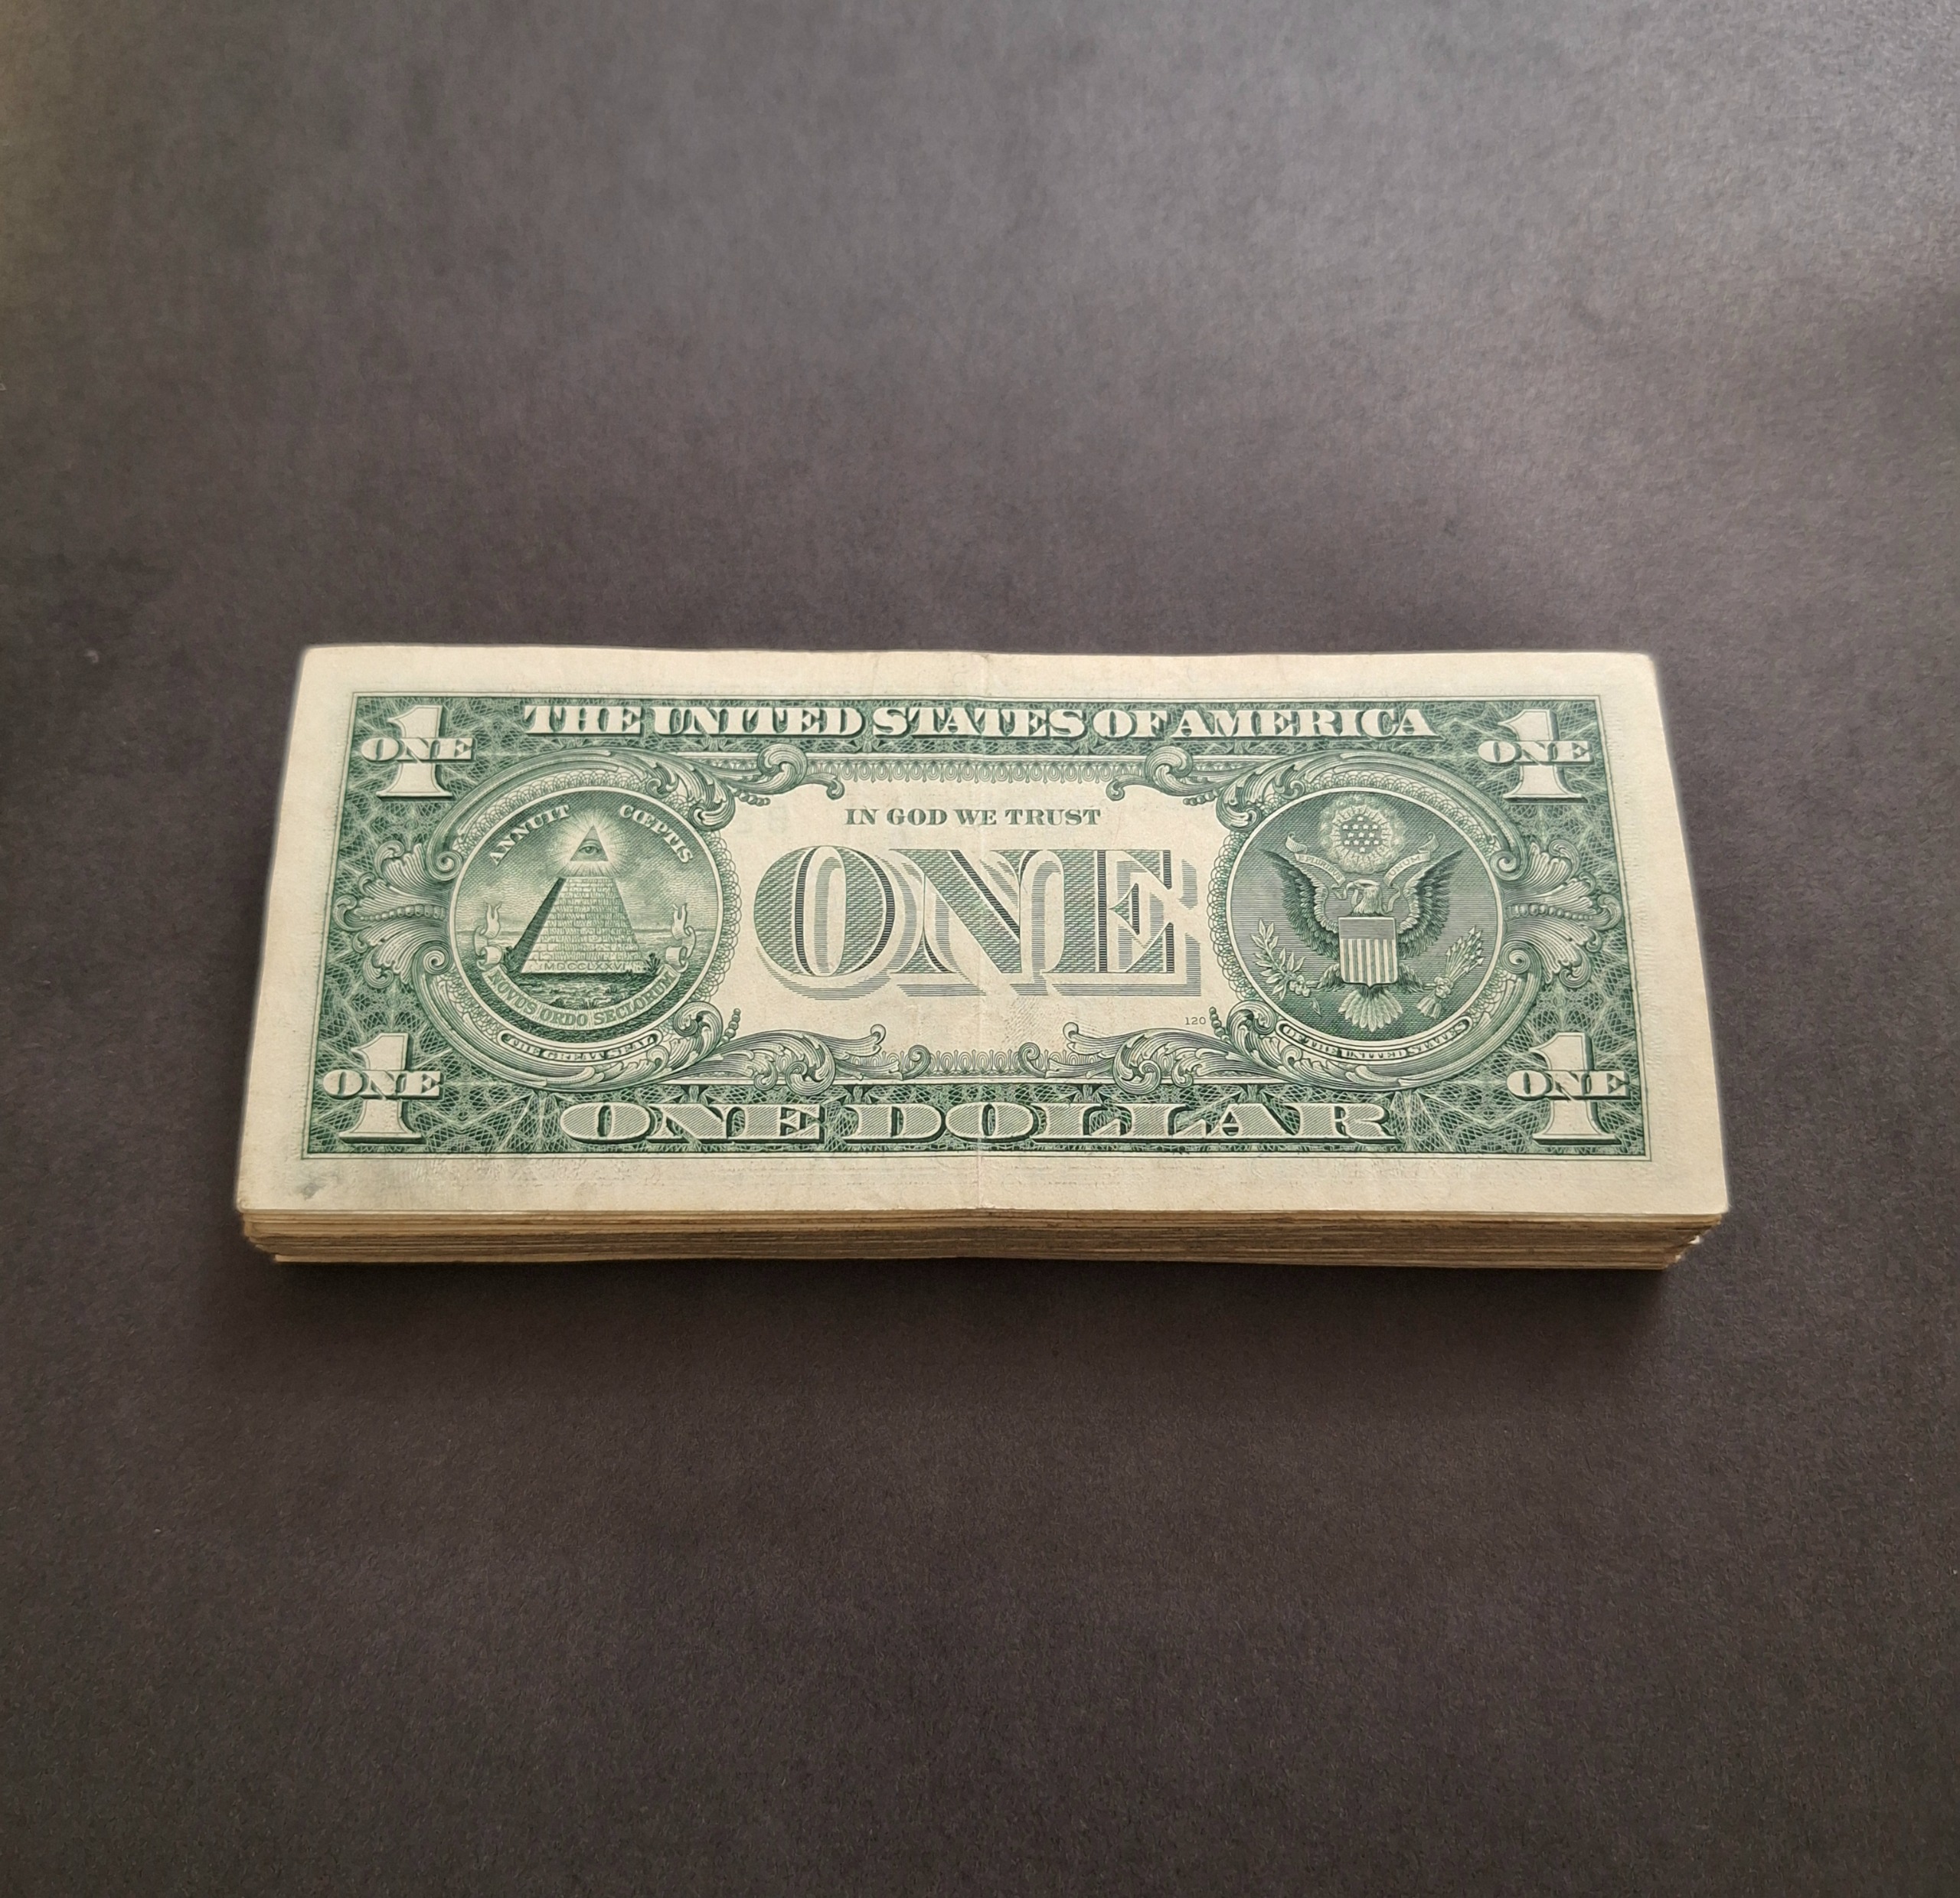 THE UNITED STATES OF AMERICA
1
ONE
1
ONE
ANNUIT CŒPTIS
MDCCLXXVI
NOVUS ORDO SECLORUM
THE GREAT SEAL
IN GOD WE TRUST
ONE
120
OF THE UNITED STATES
1
ONE
1
ONE
ONE DOLLAR